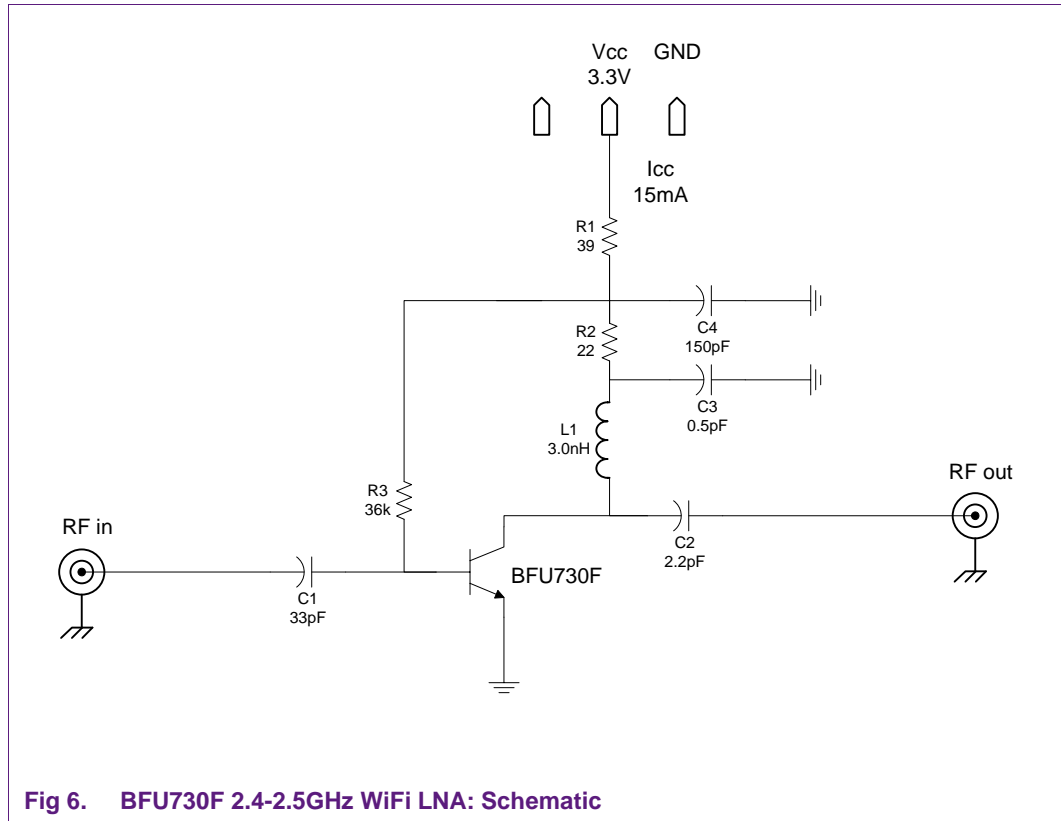 Vcc GND
3.3V
Icc
15mA
R1
39
C4
150pF
R2
22
C3
0.5pF
L1
3.0nH
R3
36k
RF out
RF in
C2
2.2pF
BFU730F
C1
33pF
Fig 6. BFU730F 2.4-2.5GHz WiFi LNA: Schematic